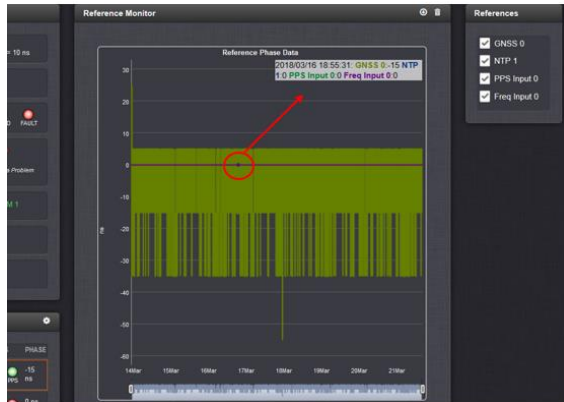 Reference Monitor
References
= 10 ns
FAULT
Problem
M 1
PHASE
-15
PPS ns
Reference Phase Data
2018/03/16 18:55:31: GNSS 0:-15 NTP
1:0 PPS Input 0:0 Freq Input 0:0
30
20
10
0
-10
-20
-30
-40
-50
-60
ns
14Mar 15Mar 16Mar 17Mar 18Mar 19Mar 20Mar 21Mar
GNSS 0
NTP 1
PPS Input 0
Freq Input 0